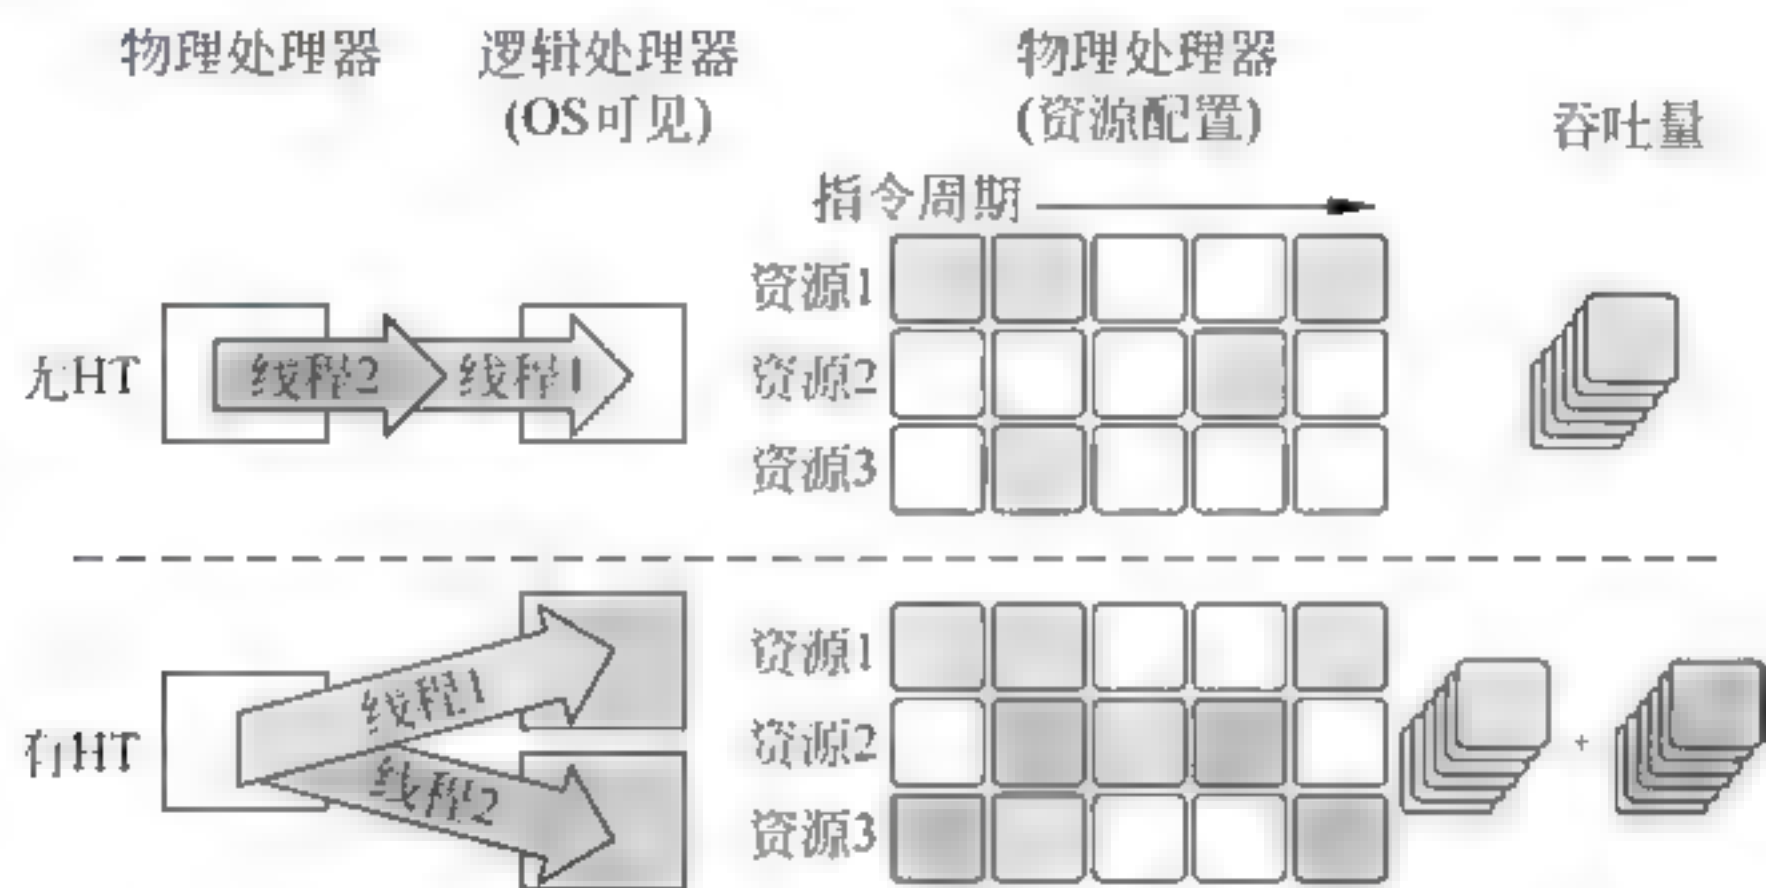 物理处理器
逻辑处理器
(OS可见)
物理处理器
(资源配置)
吞吐量
指令周期
无HT
线程2
线程1
资源1
资源2
资源3
有HT
线程1
线程2
资源1
资源2
资源3
+